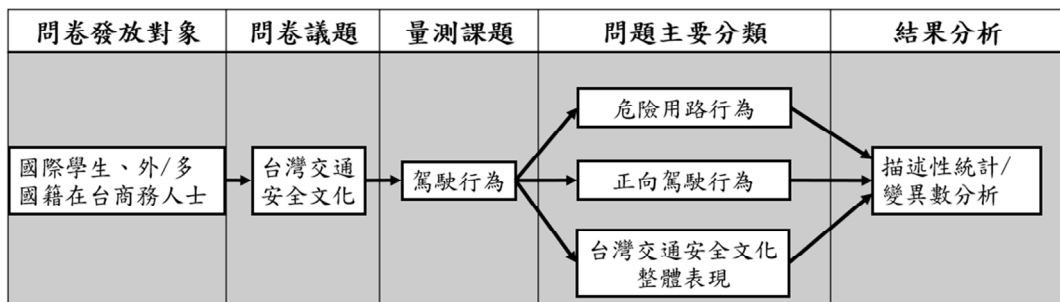 問卷發放對象
問卷議題
量測課題
問題主要分類
結果分析
國際學生、外/多
國籍在台商務人士
台灣交通
安全文化
駕駛行為
危險用路行為
正向駕駛行為
台灣交通安全文化
整體表現
描述性統計/
變異數分析